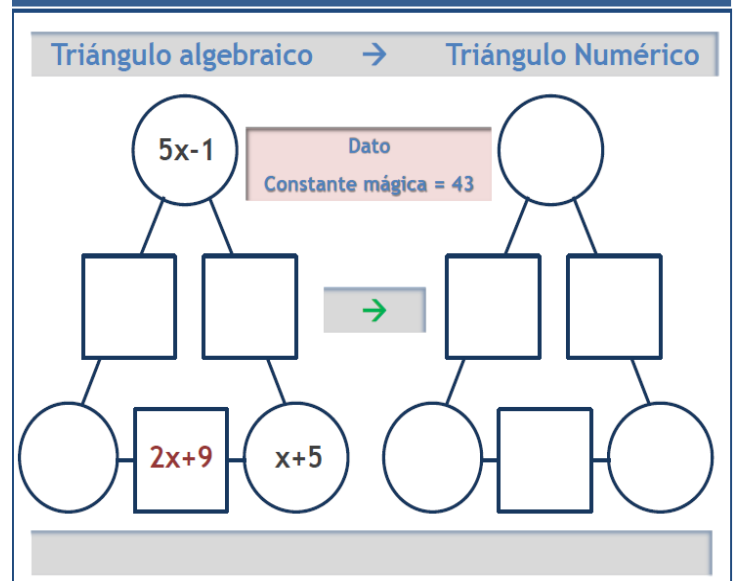 Triángulo algebraico → Triángulo Numérico
5x-1
Dato
Constante mágica = 43
→
2x+9
x+5